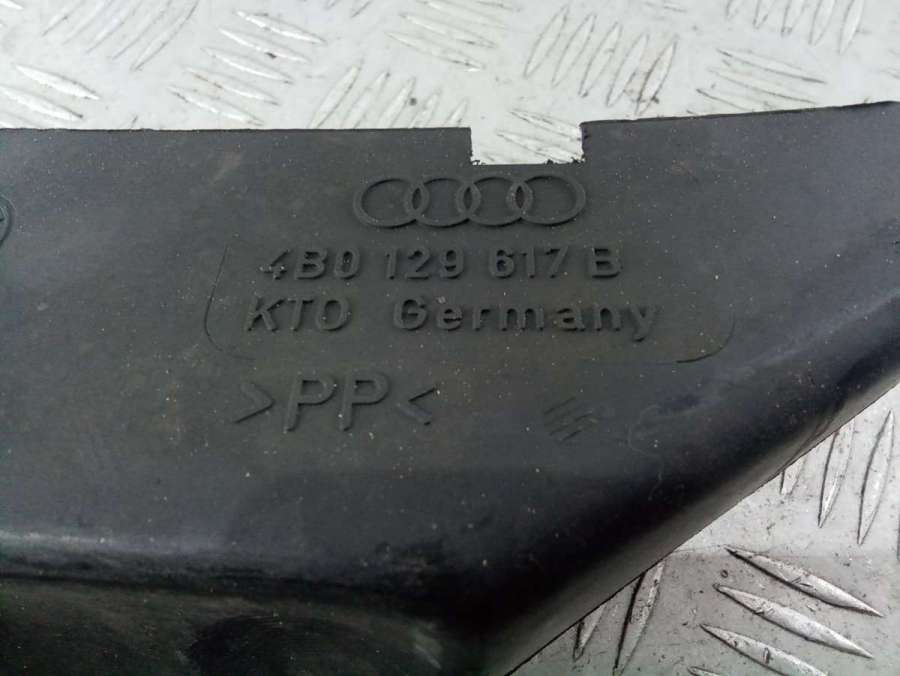 4B0 129 617 B
KTO Germany
>PP<